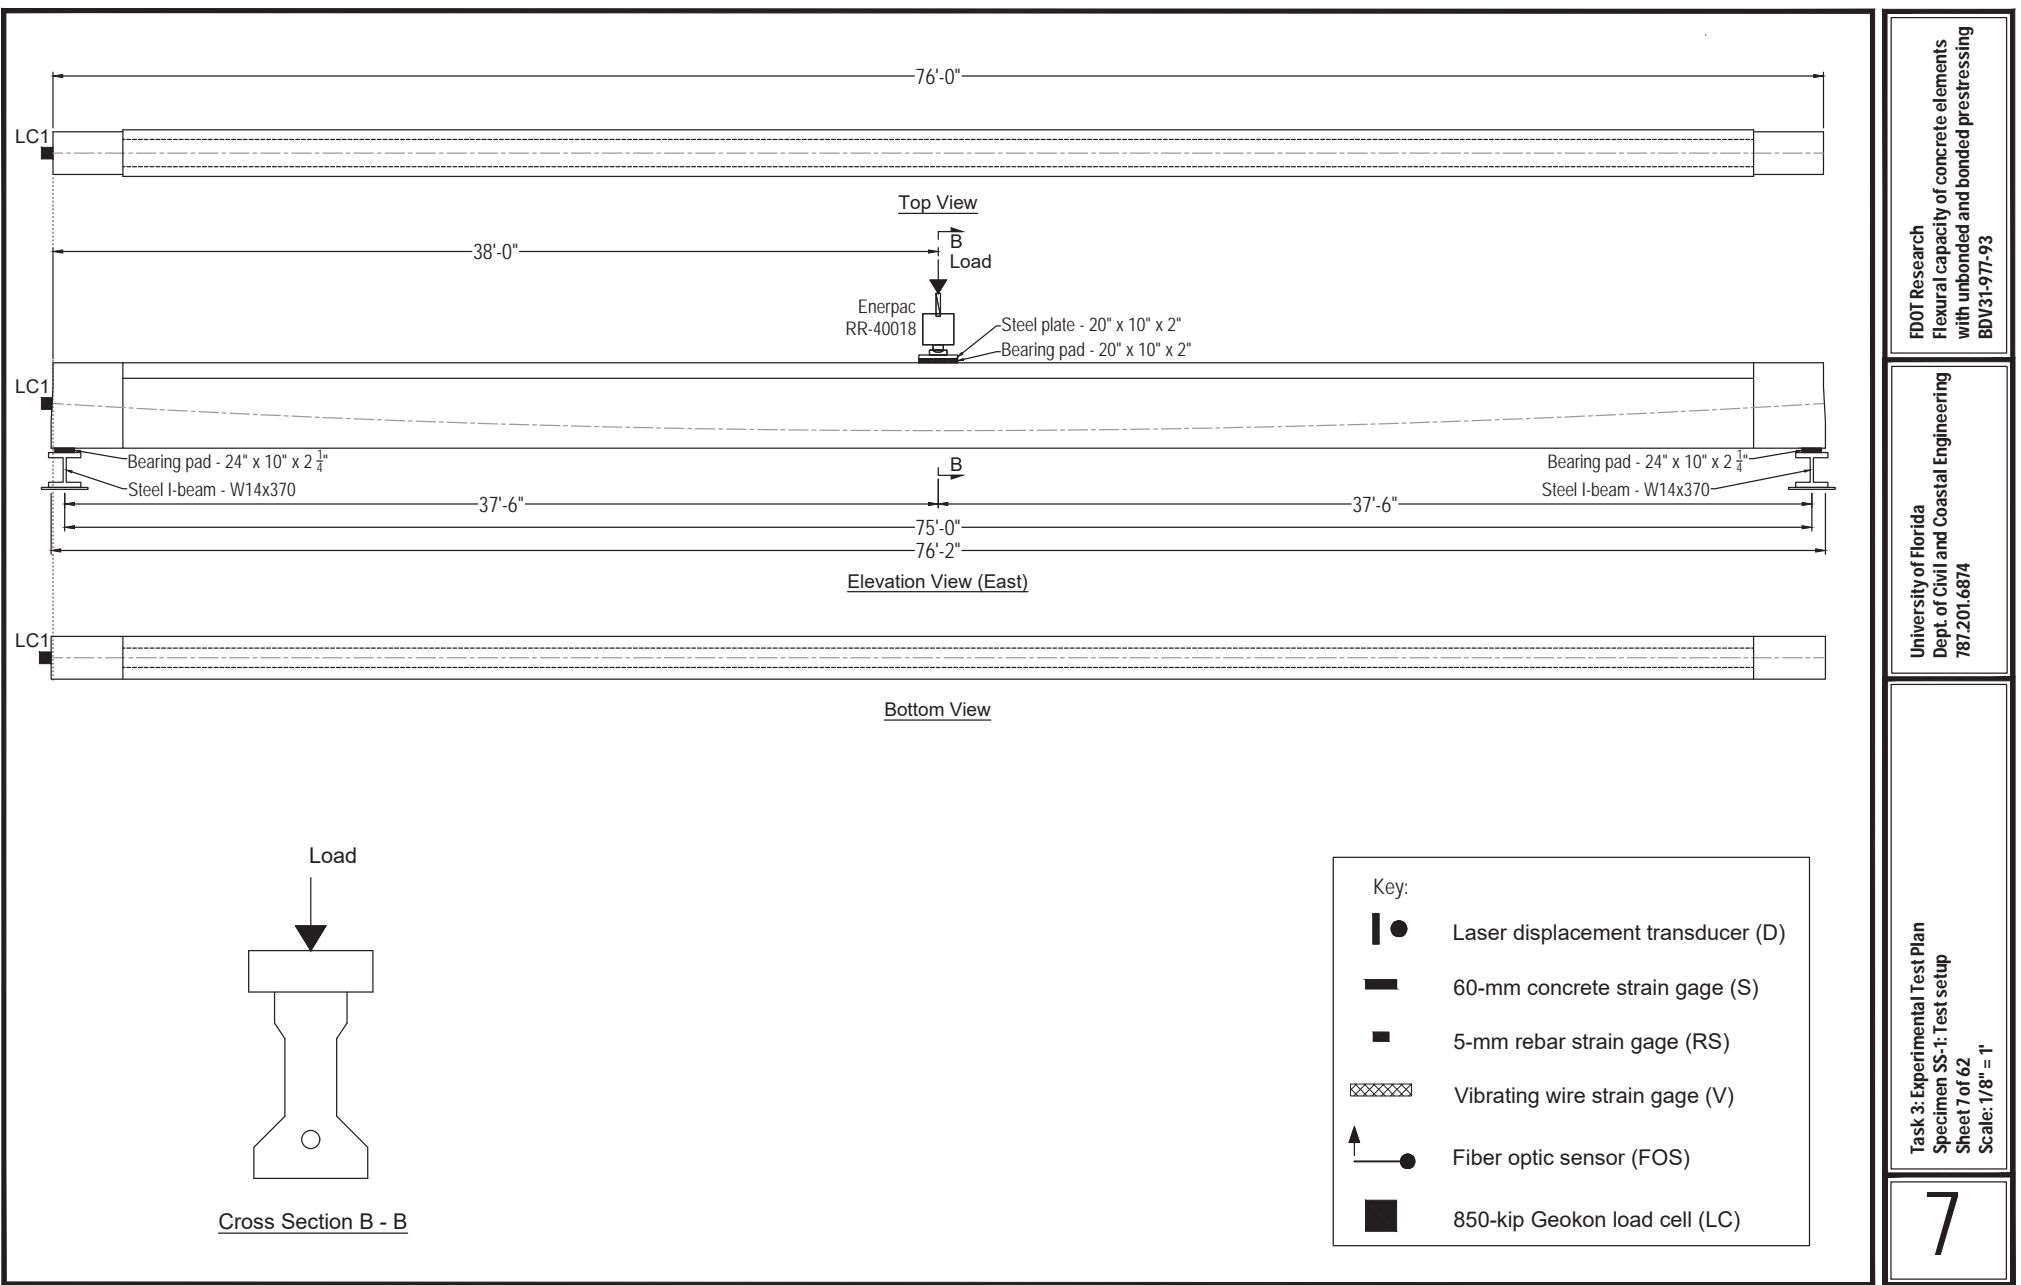 76'-0"
LC1
Top View
38'-0"
B
Load
Enerpac
RR-40018
Steel plate - 20" x 10" x 2"
Bearing pad - 20" x 10" x 2"
LC1
Bearing pad - 24" x 10" x 2 1/4"
Steel I-beam - W14x370
B
Bearing pad - 24" x 10" x 2 1/4"
Steel I-beam - W14x370
37'-6"
37'-6"
75'-0"
76'-2"
Elevation View (East)
LC1
Bottom View
Load
Cross Section B - B
Key:
Laser displacement transducer (D)
60-mm concrete strain gage (S)
5-mm rebar strain gage (RS)
Vibrating wire strain gage (V)
Fiber optic sensor (FOS)
850-kip Geokon load cell (LC)
FDOT Research
Flexural capacity of concrete elements
with unbonded and bonded prestressing
BDV31-977-93
University of Florida
Dept. of Civil and Coastal Engineering
787.201.6874
Task 3: Experimental Test Plan
Specimen SS-1: Test setup
Sheet 7 of 62
Scale: 1/8" = 1'
7